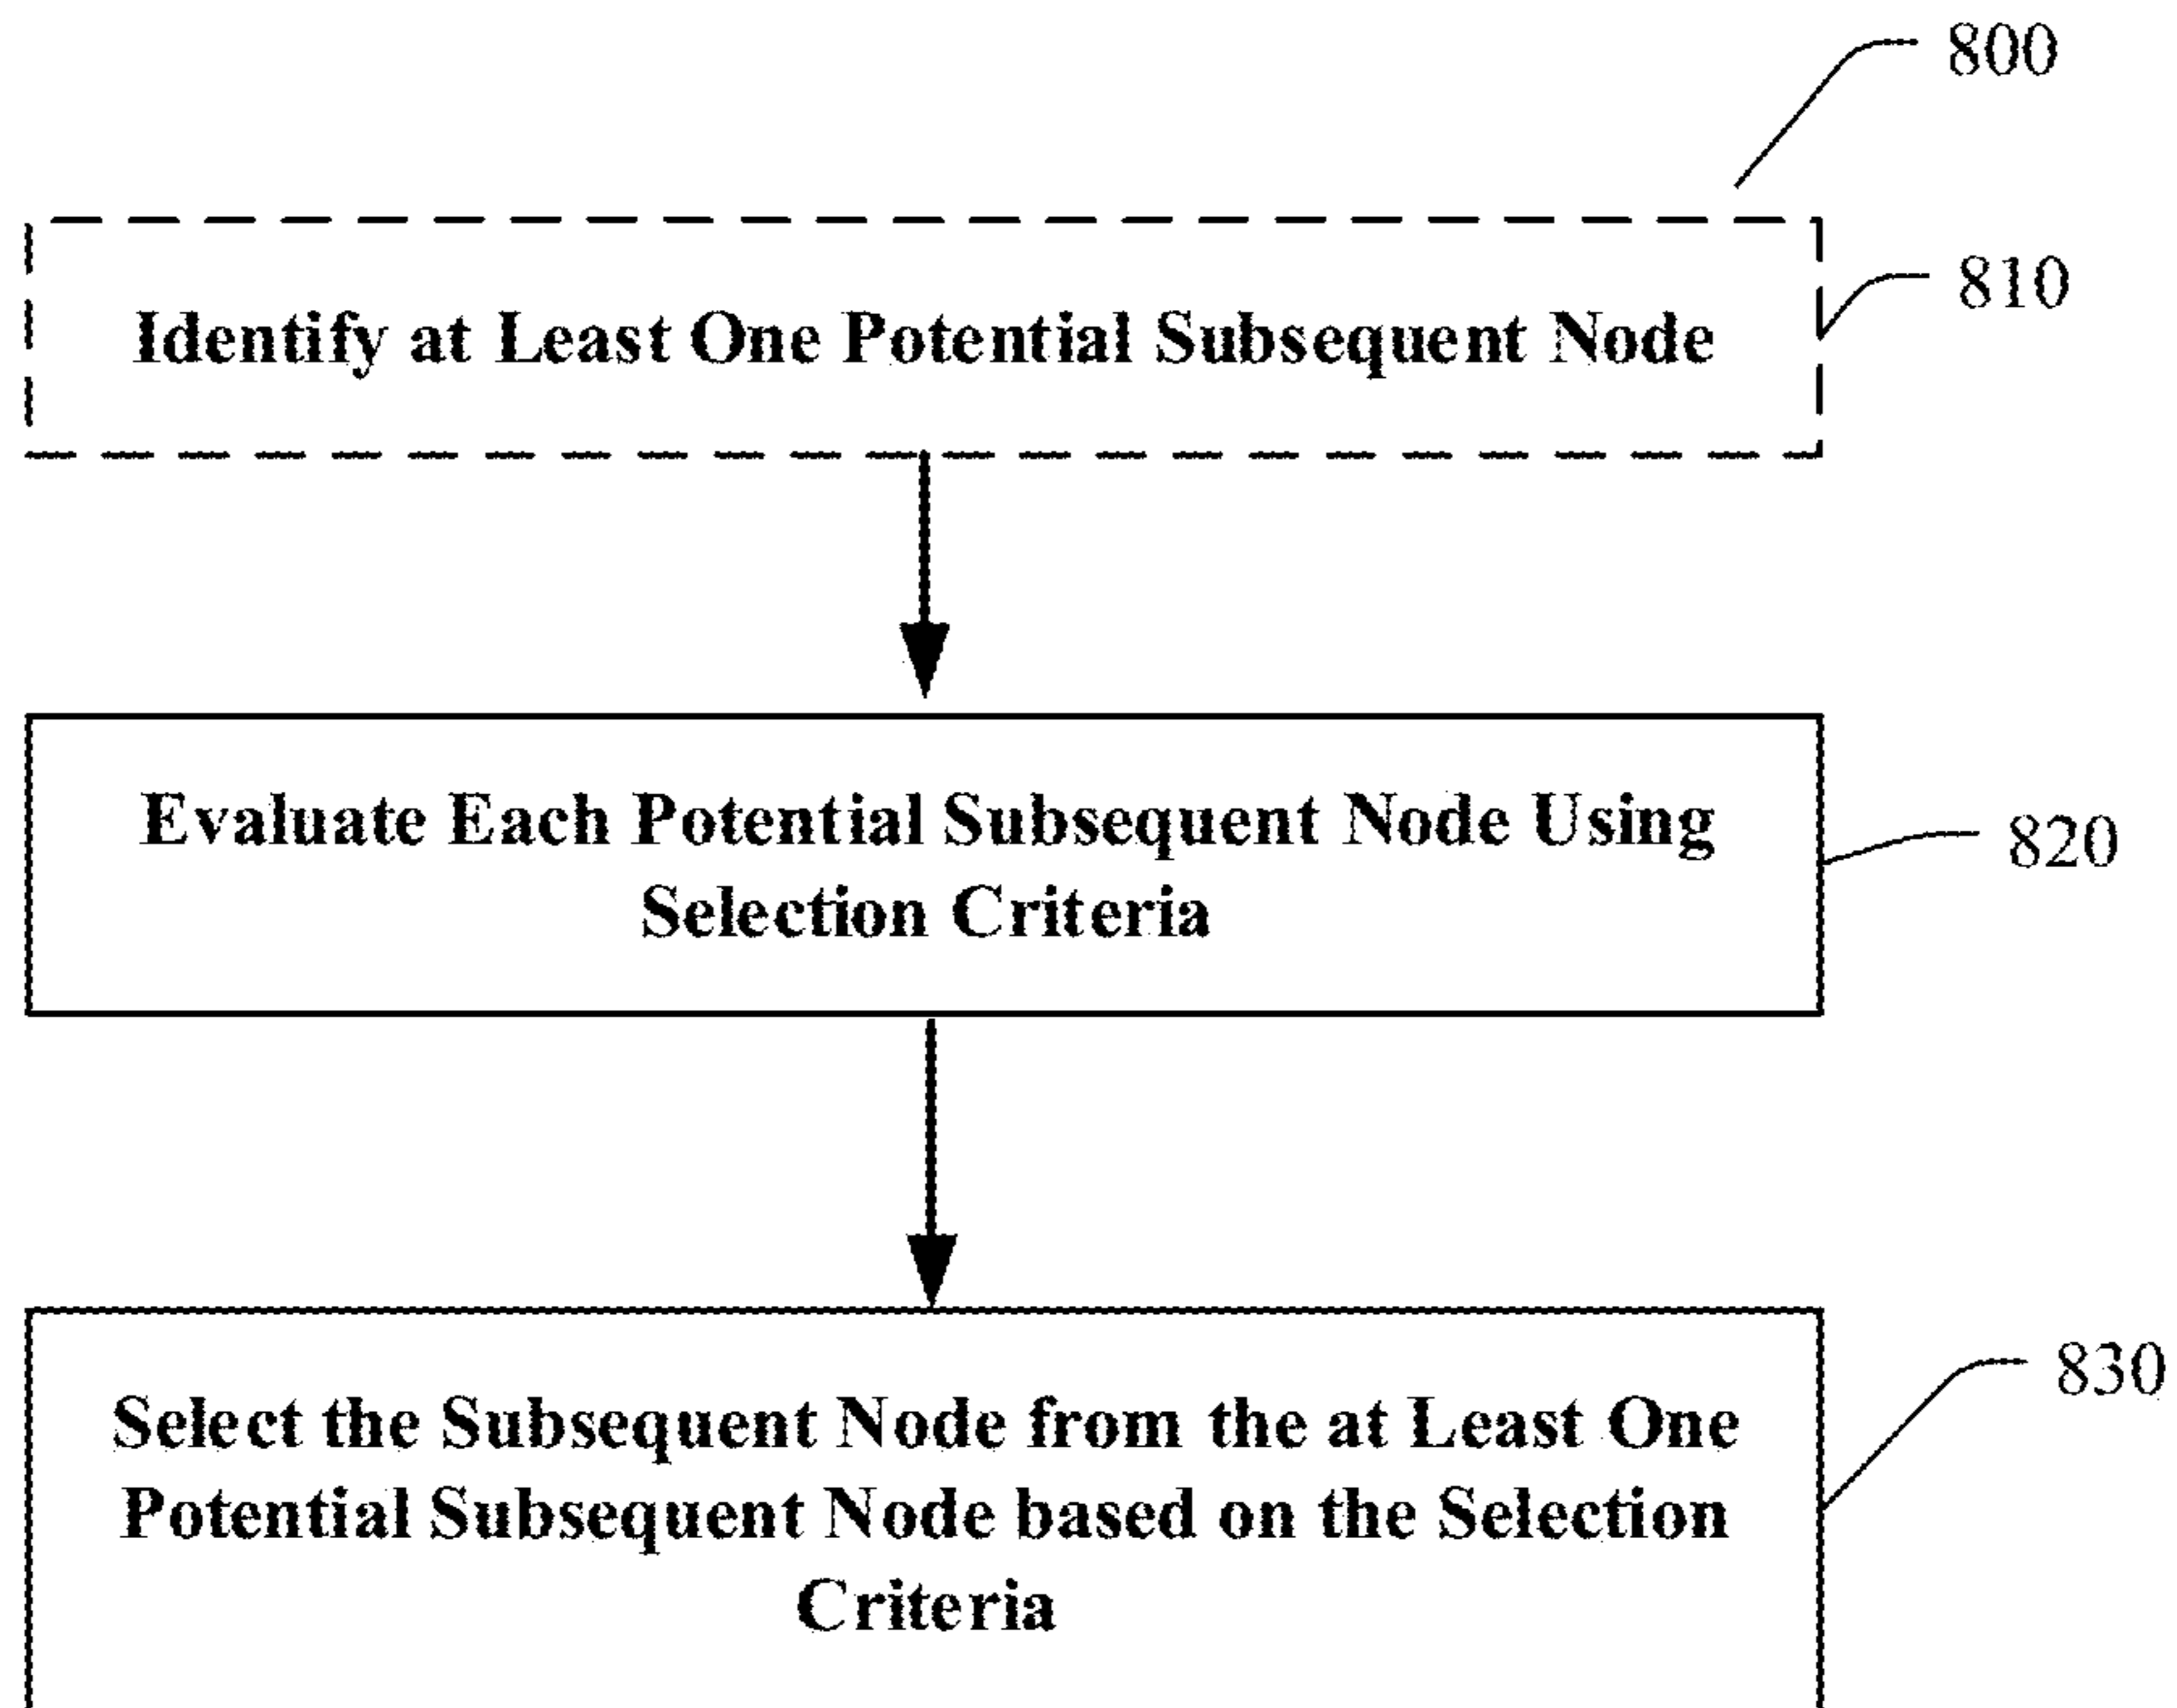 800
810
Identify at Least One Potential Subsequent Node
Evaluate Each Potential Subsequent Node Using
Selection Criteria
820
830
Select the Subsequent Node from the at Least One
Potential Subsequent Node based on the Selection
Criteria